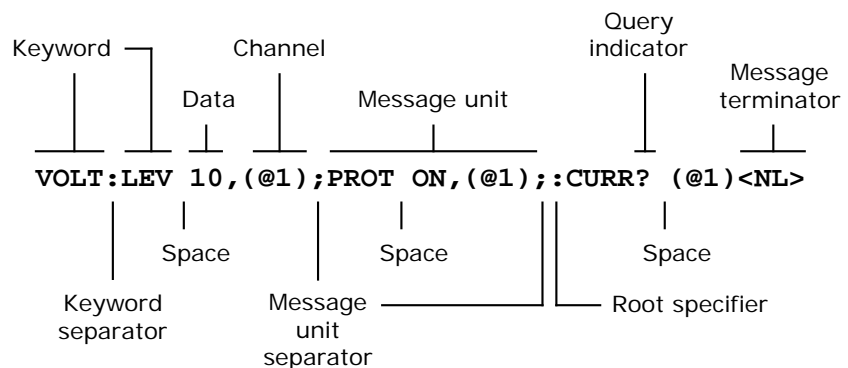 Query
Keyword Channel indicator
Message
Data Message unit terminator
VOLT:LEV 10,(@1);PROT ON,(@1);:CURR? (@1)<NL>
Space Space Space
Keyword Message Root specifier
separator unit
separator